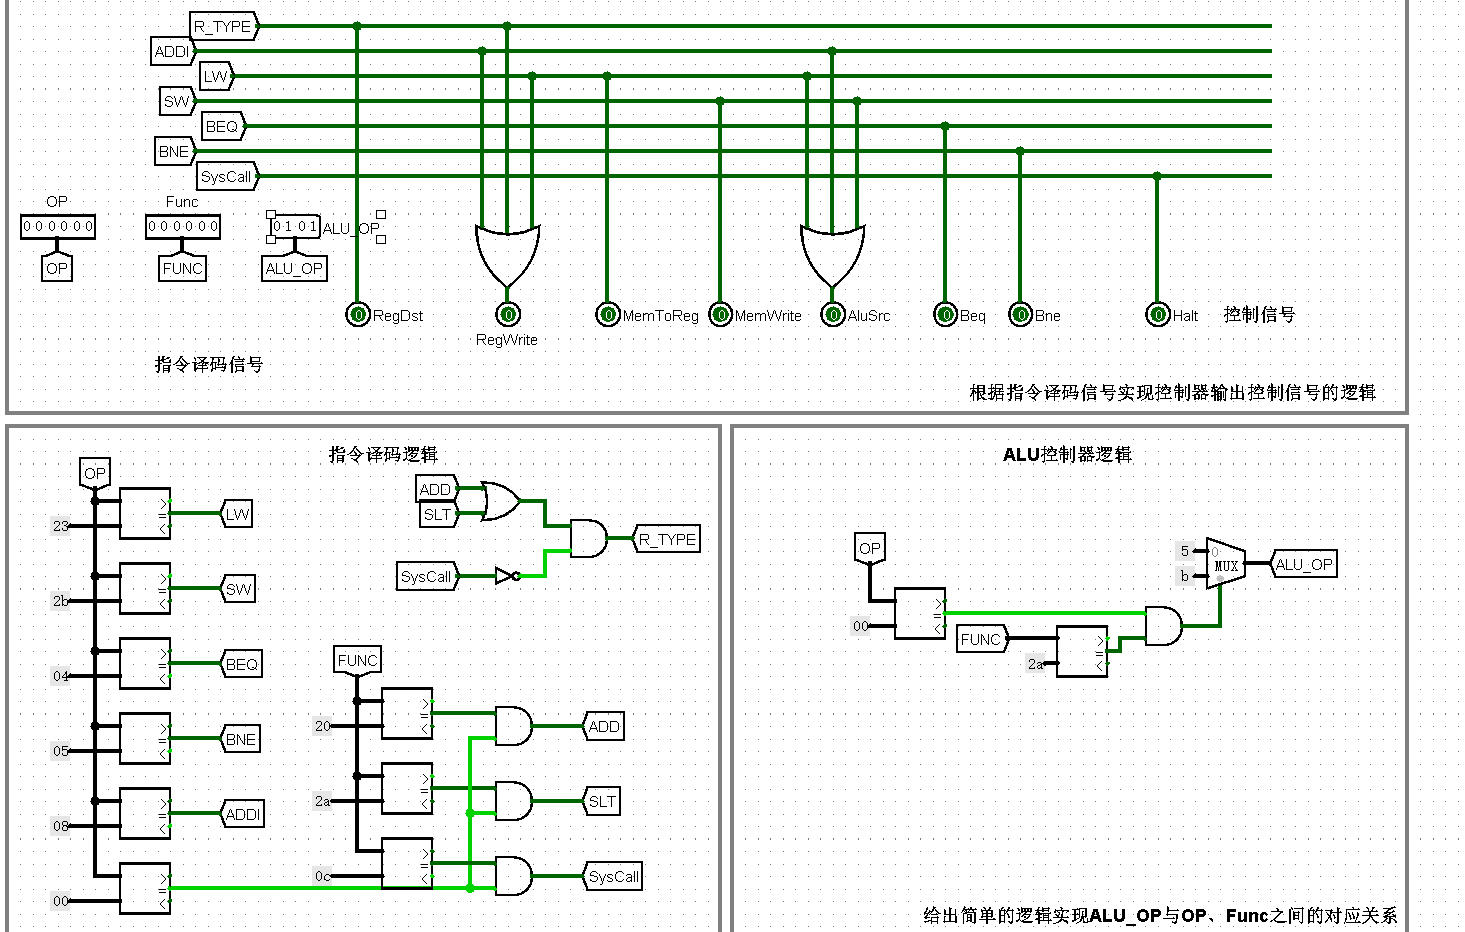 R_TYPE
ADDI
LW
SW
BEQ
BNE
SysCall
OP
Func
000000
000000
0101
ALU_OP
OP
FUNC
ALU_OP
0
RegDst
0
RegWrite
0
MemToReg
0
MemWrite
0
AluSrc
0
Beq
0
Bne
0
Halt
控制信号
指令译码信号
根据指令译码信号实现控制器输出控制信号的逻辑
指令译码逻辑
OP
> = <
23
LW
> = <
2b
SW
> = <
04
BEQ
> = <
05
BNE
> = <
08
ADDI
> = <
00
ADD
SLT
SysCall
R_TYPE
FUNC
> = <
20
ADD
> = <
2a
SLT
> = <
0c
SysCall
ALU控制器逻辑
OP
> = <
00
FUNC
> = <
2a
5
b
0
MUX
ALU_OP
给出简单的逻辑实现ALU_OP与OP、Func之间的对应关系